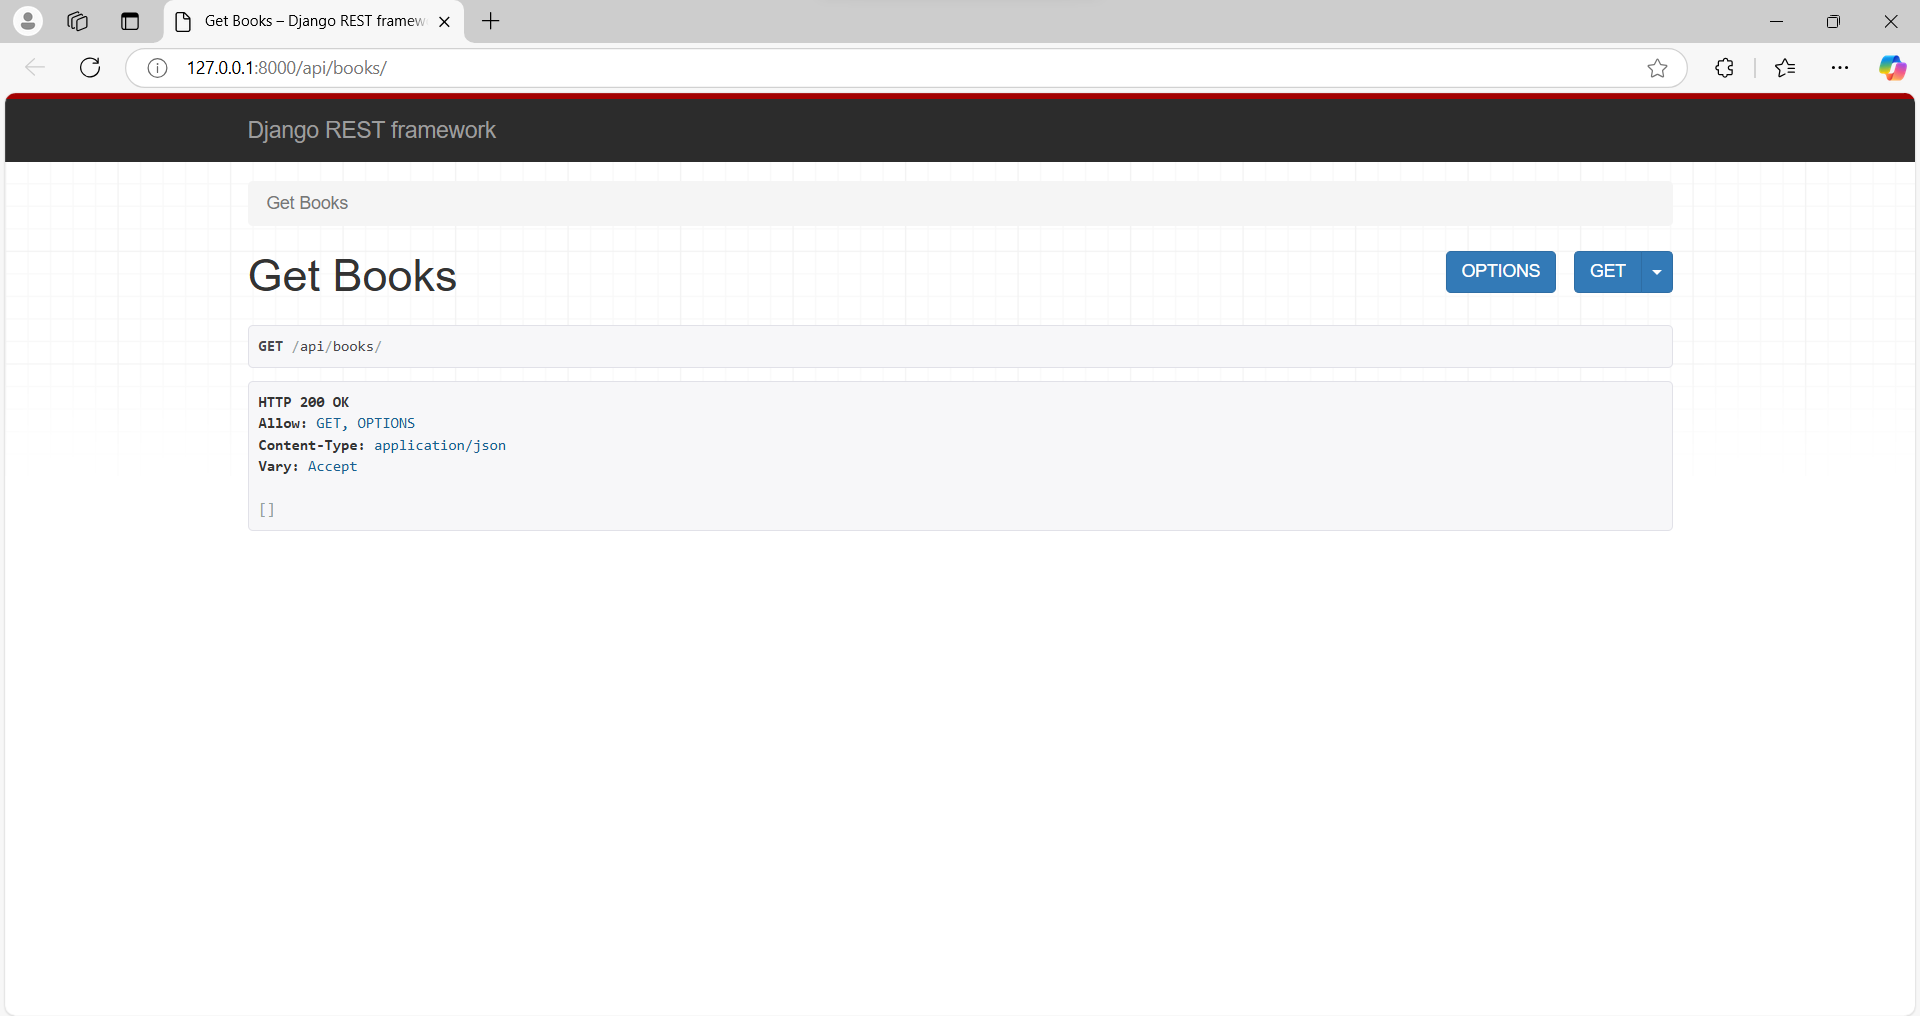 Get Books – Django REST framew
127.0.0.1:8000/api/books/
Django REST framework
Get Books
Get Books
OPTIONS
GET
GET /api/books/
HTTP 200 OK
Allow: GET, OPTIONS
Content-Type: application/json
Vary: Accept
[]